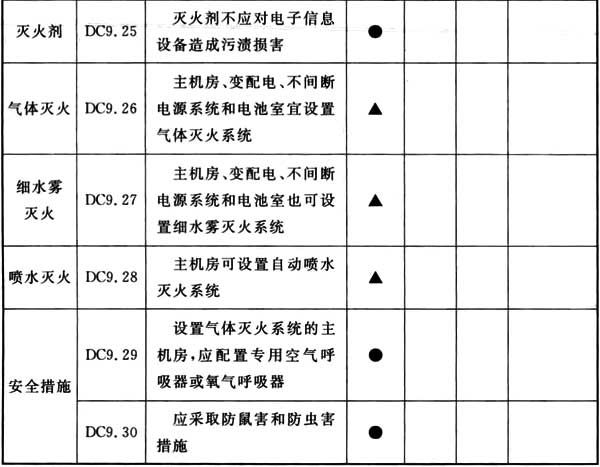 灭火剂 DC9.25 灭火剂不应对电子信息
设备造成污渍损害 ●
气体灭火 DC9.26 主机房、变配电、不间断
电源系统和电池室宜设置
气体灭火系统 ▲
细水雾
灭火 DC9.27 主机房、变配电、不间断
电源系统和电池室也可设
置细水雾灭火系统 ▲
喷水灭火 DC9.28 主机房可设置自动喷水
灭火系统 ▲
安全措施 DC9.29 设置气体灭火系统的主
机房,应配置专用空气呼
吸器或氧气呼吸器 ●
DC9.30 应采取防鼠害和防虫害
措施 ●